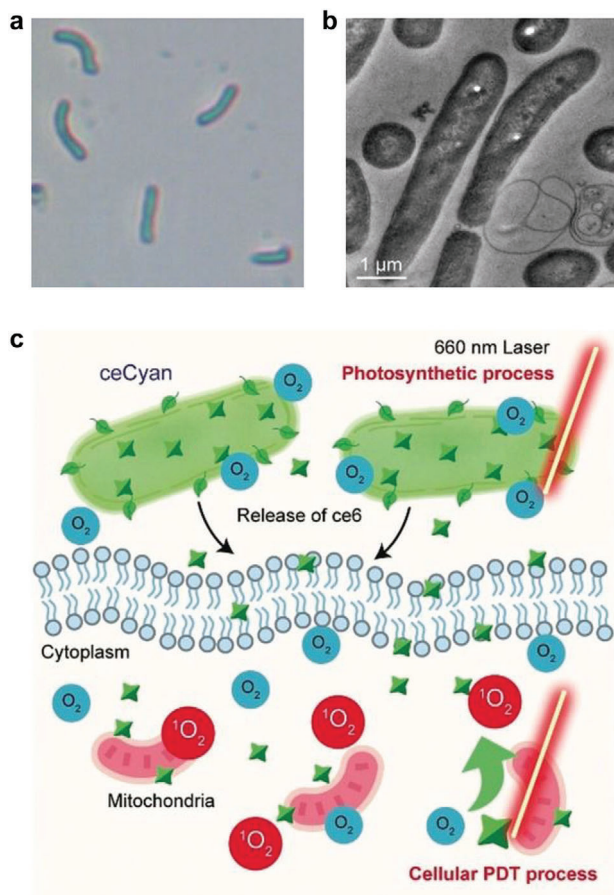 a
b
1 μm
c
660 nm Laser
ceCyan
Photosynthetic process
O₂
O₂
O₂
O₂
O₂
O₂
Release of ce6
O₂
O₂
Cytoplasm
O₂
O₂
¹O₂
¹O₂
¹O₂
Mitochondria
O₂
O₂
¹O₂
Cellular PDT process